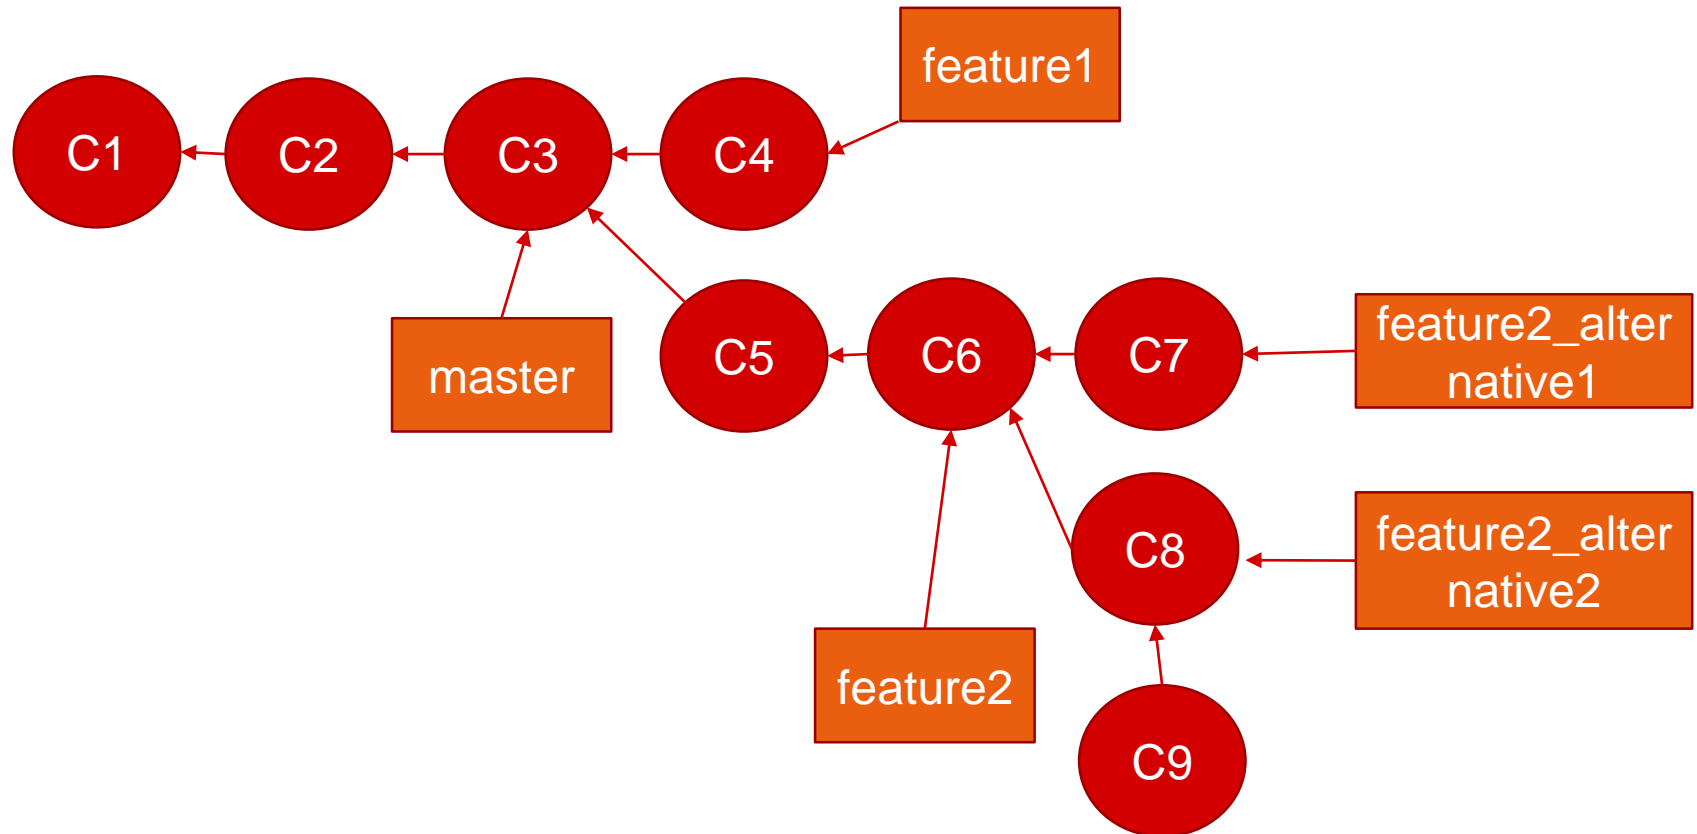 feature1
C1
C2
C3
C4
master
C5
C6
C7
feature2_alter
native1
C8
feature2_alter
native2
feature2
C9